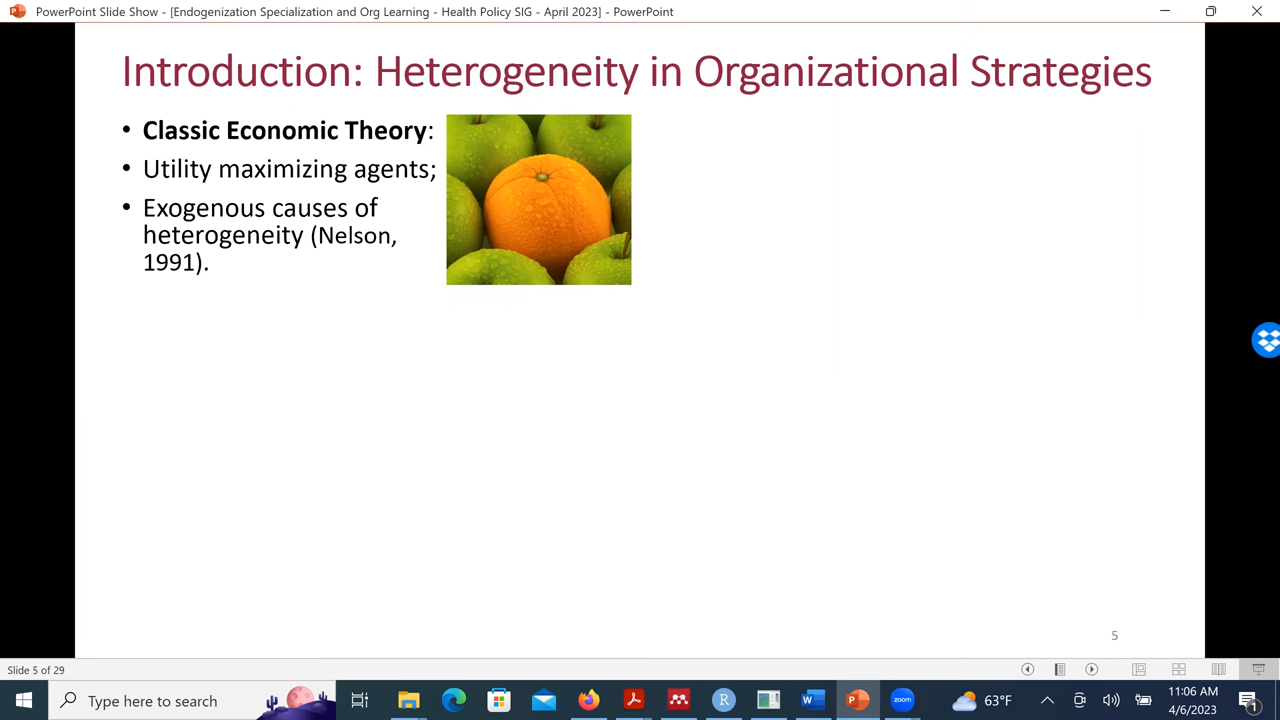 PowerPoint Slide Show - [Endogenization Specialization and Org Learning - Health Policy SIG - April 2023] - PowerPoint
Introduction: Heterogeneity in Organizational Strategies
• Classic Economic Theory:
• Utility maximizing agents;
• Exogenous causes of
heterogeneity (Nelson,
1991).
5
Slide 5 of 29
Type here to search
R
W
P
zoom
63°F
11:06 AM
4/6/2023
1